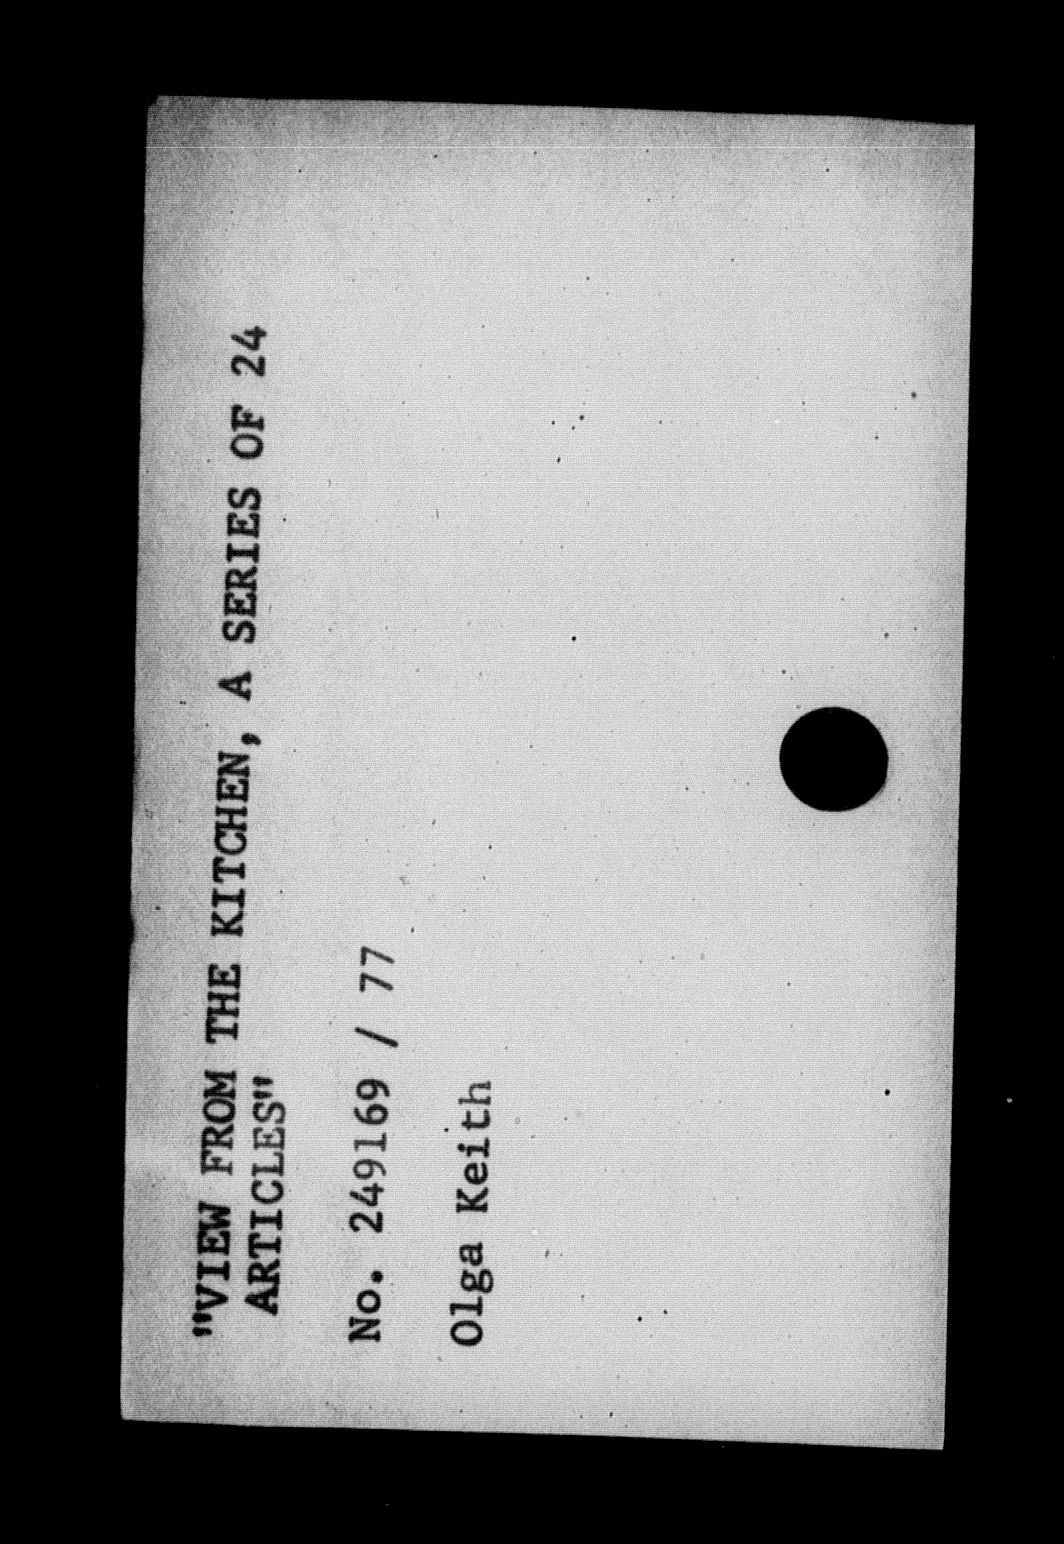 "VIEW FROM THE KITCHEN, A SERIES OF 24
ARTICLES"
No. 249169 / 77
Olga Keith